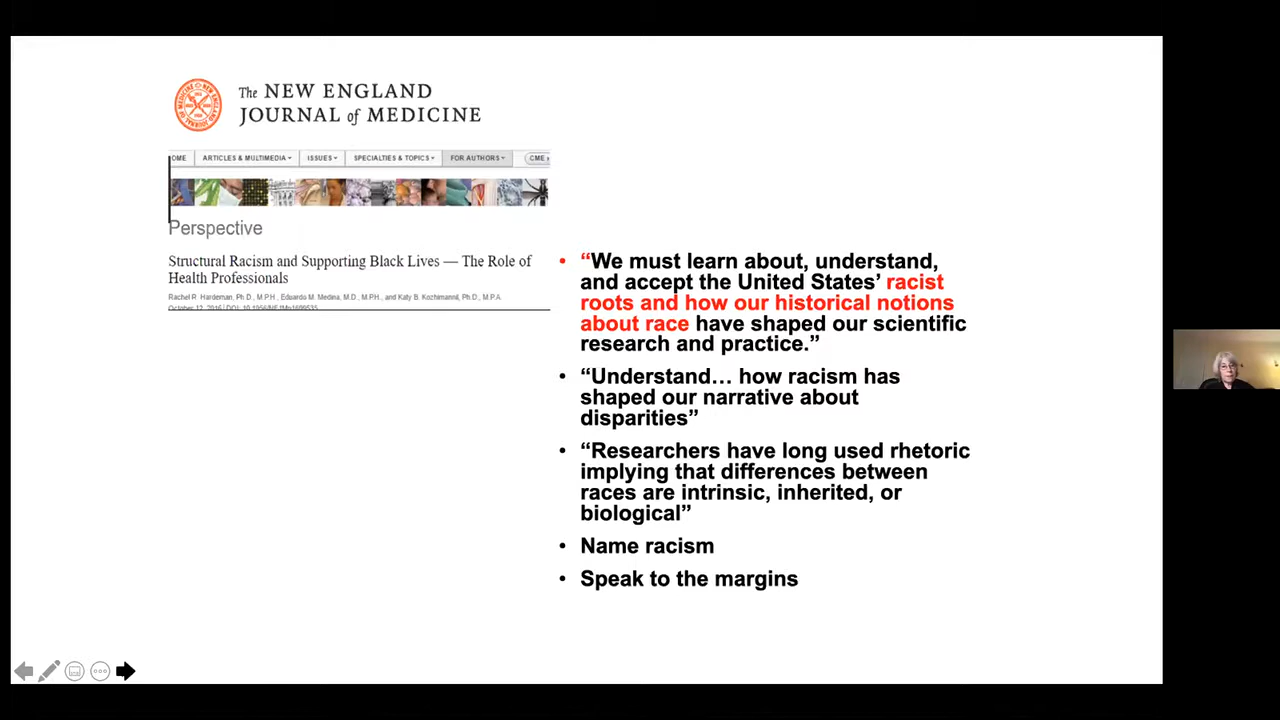 The NEW ENGLAND
JOURNAL of MEDICINE
OME ARTICLES & MULTIMEDIA ISSUES SPECIALTIES & TOPICS FOR AUTHORS CME
Perspective
Structural Racism and Supporting Black Lives — The Role of
Health Professionals
Rachel R. Hardeman, Ph.D., M.P.H., Eduardo M. Medina, M.D., M.P.H., and Katy B. Kozhimannil, Ph.D., M.P.A.
October 12, 2016
• “We must learn about, understand,
and accept the United States’ racist
roots and how our historical notions
about race have shaped our scientific
research and practice.”
• “Understand… how racism has
shaped our narrative about
disparities”
• “Researchers have long used rhetoric
implying that differences between
races are intrinsic, inherited, or
biological”
• Name racism
• Speak to the margins